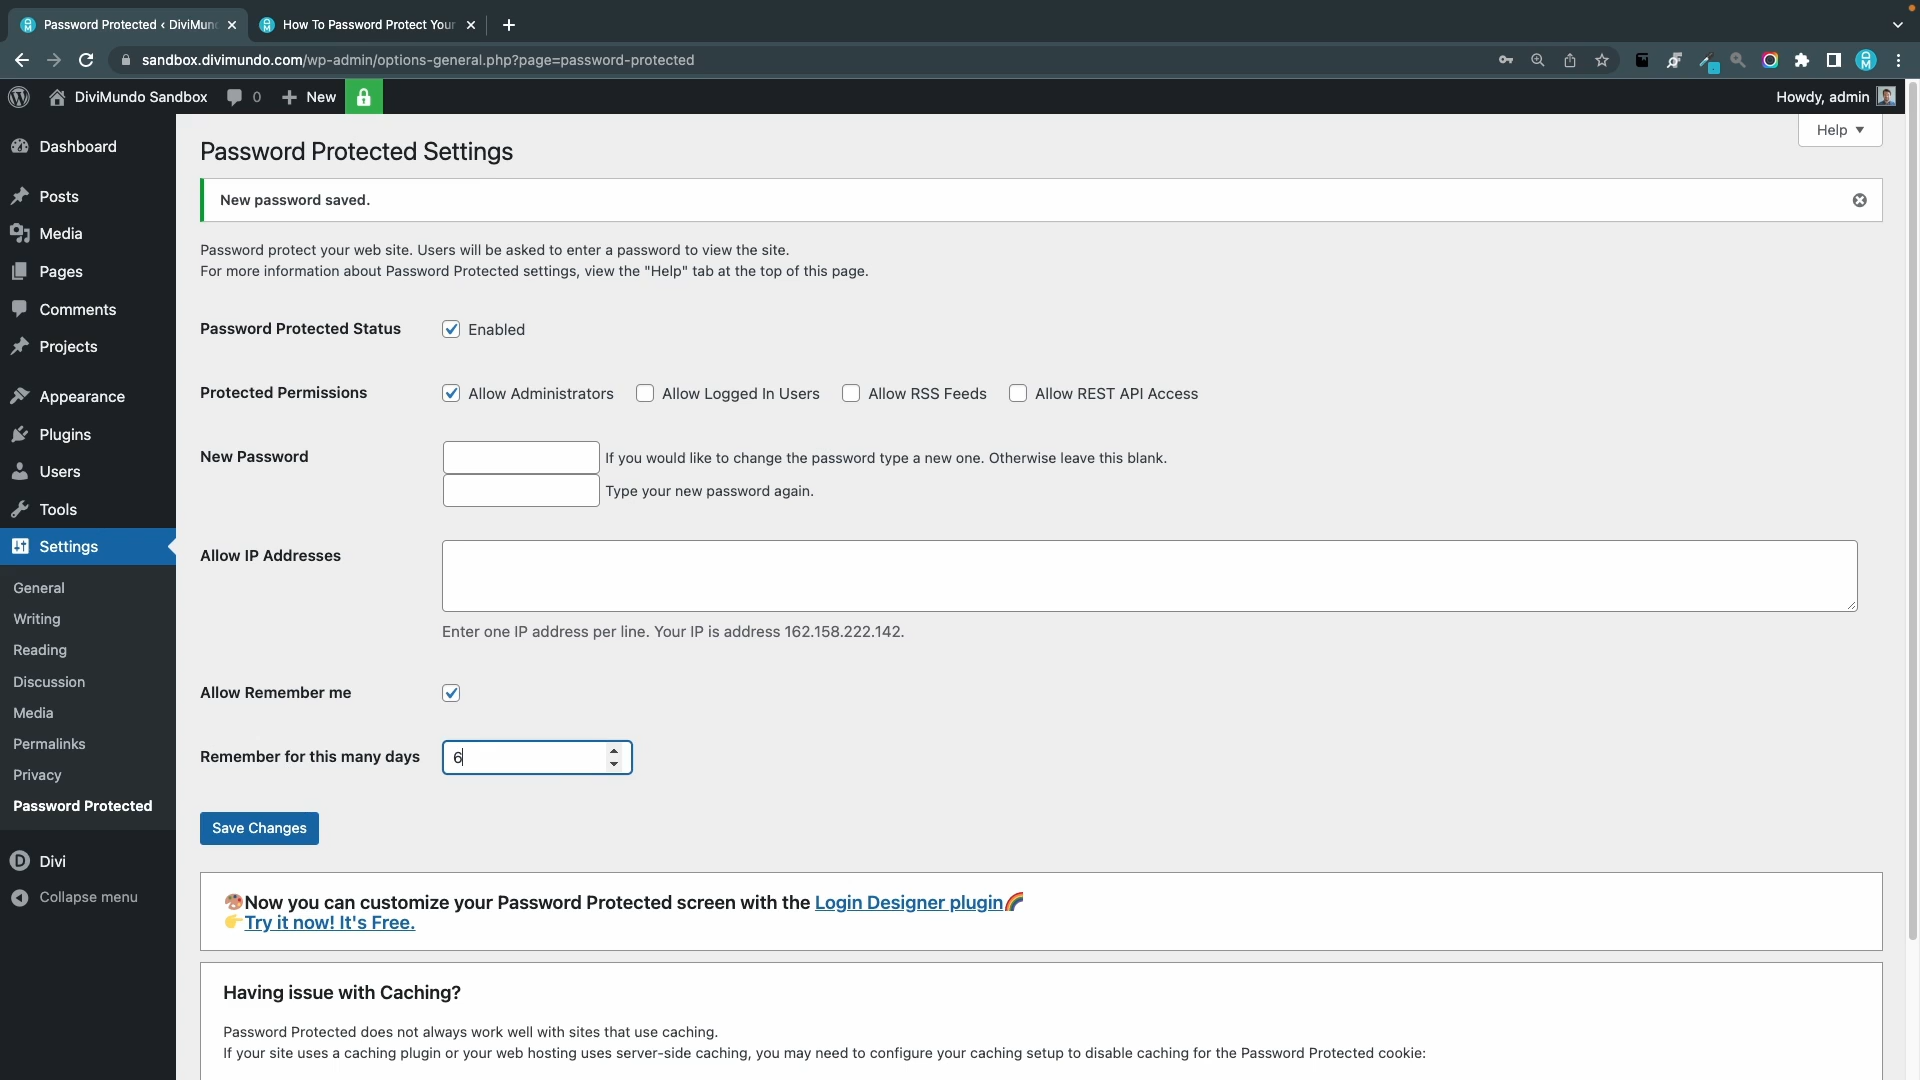 Password Protected ‹ DiviMun
How To Password Protect Your
sandbox.divimundo.com/wp-admin/options-general.php?page=password-protected
DiviMundo Sandbox
0
New
Howdy, admin
Help
Dashboard
Posts
Media
Pages
Comments
Projects
Appearance
Plugins
Users
Tools
Settings
General
Writing
Reading
Discussion
Media
Permalinks
Privacy
Password Protected
Divi
Collapse menu
Password Protected Settings
New password saved.
Password protect your web site. Users will be asked to enter a password to view the site.
For more information about Password Protected settings, view the "Help" tab at the top of this page.
Password Protected Status
Enabled
Protected Permissions
Allow Administrators
Allow Logged In Users
Allow RSS Feeds
Allow REST API Access
New Password
If you would like to change the password type a new one. Otherwise leave this blank.
Type your new password again.
Allow IP Addresses
Enter one IP address per line. Your IP is address 162.158.222.142.
Allow Remember me
Remember for this many days
6
Save Changes
Now you can customize your Password Protected screen with the Login Designer plugin
Try it now! It's Free.
Having issue with Caching?
Password Protected does not always work well with sites that use caching.
If your site uses a caching plugin or your web hosting uses server-side caching, you may need to configure your caching setup to disable caching for the Password Protected cookie: